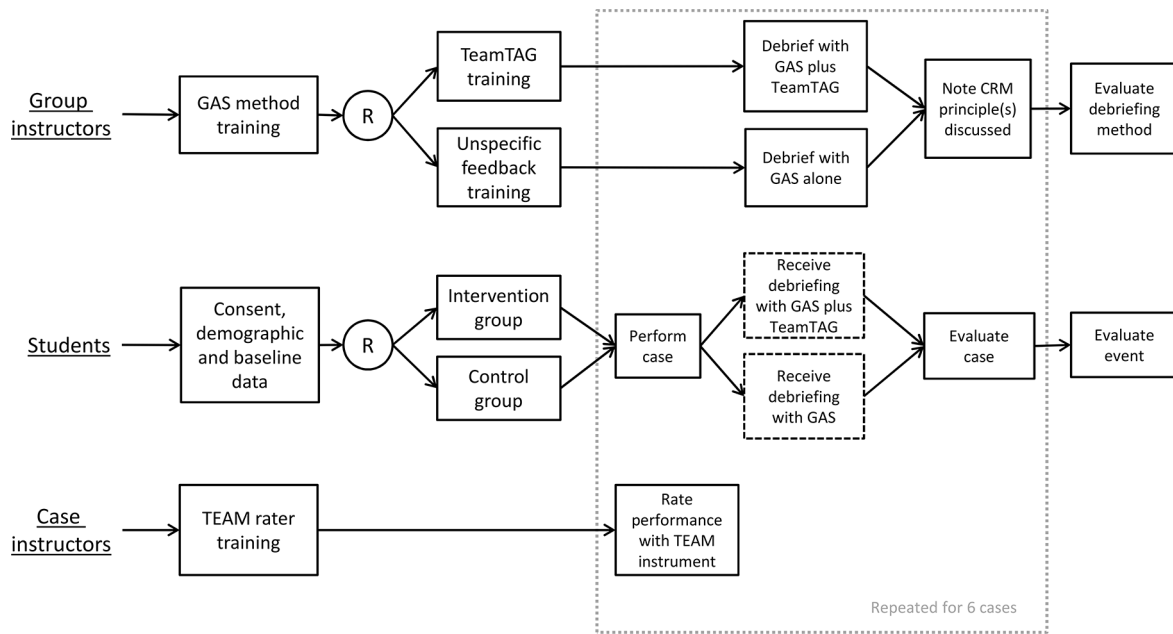 Group
instructors
GAS method
training
R
TeamTAG
training
Unspecific
feedback
training
Debrief with
GAS plus
TeamTAG
Debrief with
GAS alone
Note CRM
principle(s)
discussed
Evaluate
debriefing
method
Students
Consent,
demographic
and baseline
data
R
Intervention
group
Control
group
Perform
case
Receive
debriefing
with GAS plus
TeamTAG
Receive
debriefing
with GAS
Evaluate
case
Evaluate
event
Case
instructors
TEAM rater
training
Rate
performance
with TEAM
instrument
Repeated for 6 cases